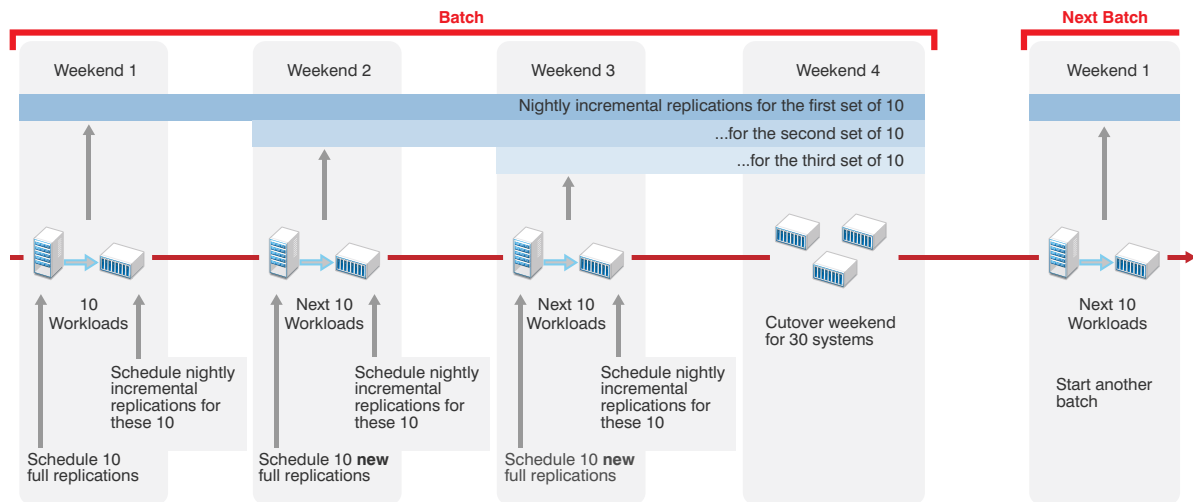 Batch
Next Batch
Weekend 1
Weekend 2
Weekend 3
Weekend 4
Weekend 1
Nightly incremental replications for the first set of 10
...for the second set of 10
...for the third set of 10
10
Workloads
Next 10
Workloads
Next 10
Workloads
Cutover weekend
for 30 systems
Next 10
Workloads
Schedule nightly
incremental
replications for
these 10
Schedule nightly
incremental
replications for
these 10
Schedule nightly
incremental
replications for
these 10
Start another
batch
Schedule 10
full replications
Schedule 10 new
full replications
Schedule 10 new
full replications